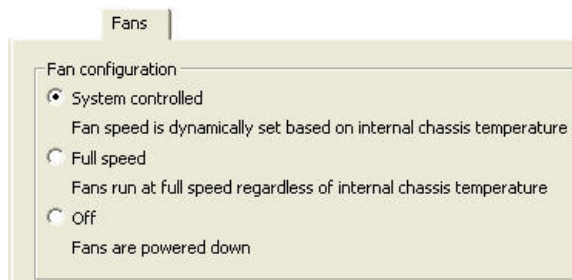 Fans
Fan configuration
System controlled
Fan speed is dynamically set based on internal chassis temperature
Full speed
Fans run at full speed regardless of internal chassis temperature
Off
Fans are powered down